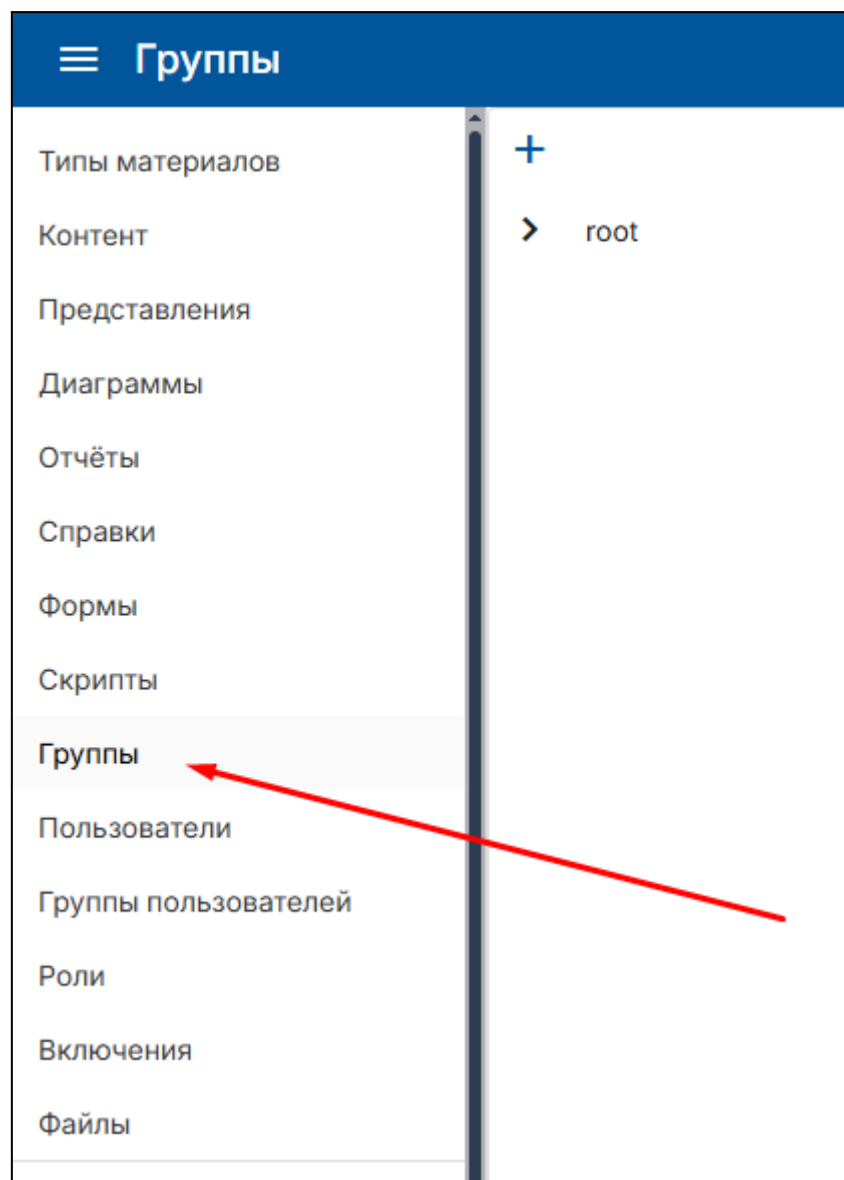 Группы
Типы материалов
Контент
Представления
Диаграммы
Отчёты
Справки
Формы
Скрипты
Группы
Пользователи
Группы пользователей
Роли
Включения
Файлы
+
root